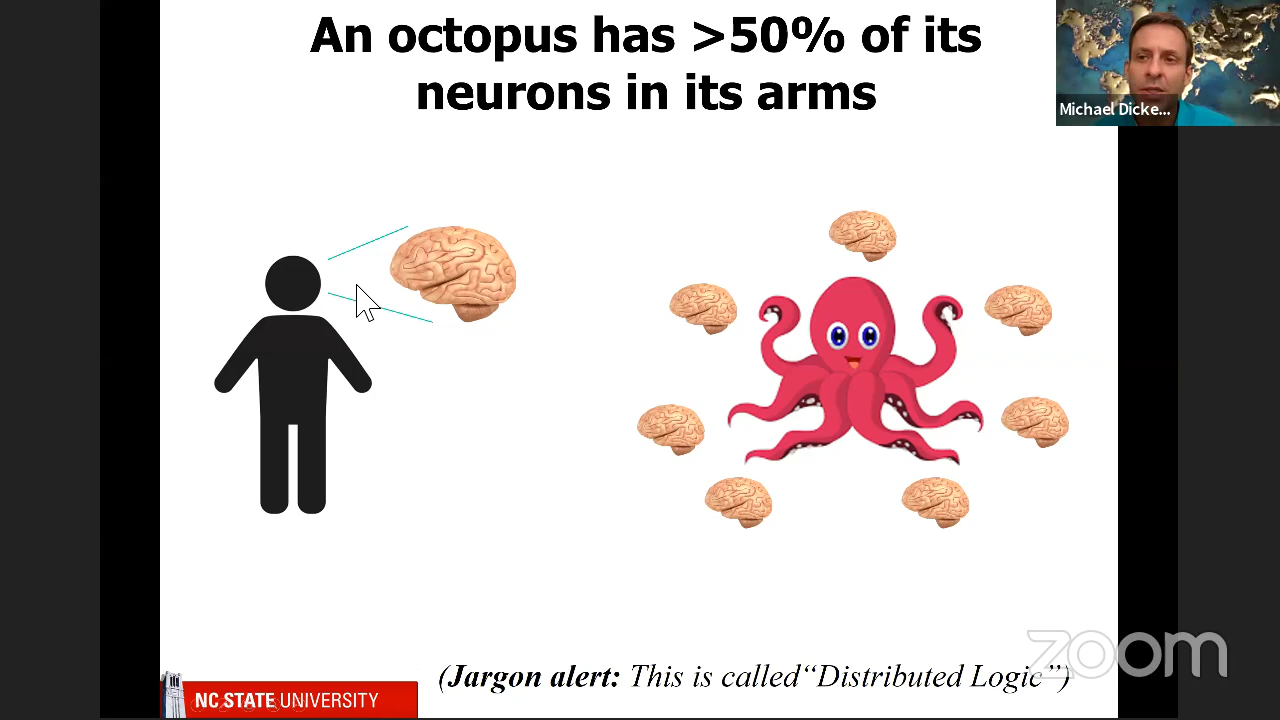 An octopus has >50% of its
neurons in its arms
Michael Dicke...
(Jargon alert: This is called“Distributed Logic”)
NC STATE UNIVERSITY
zoom